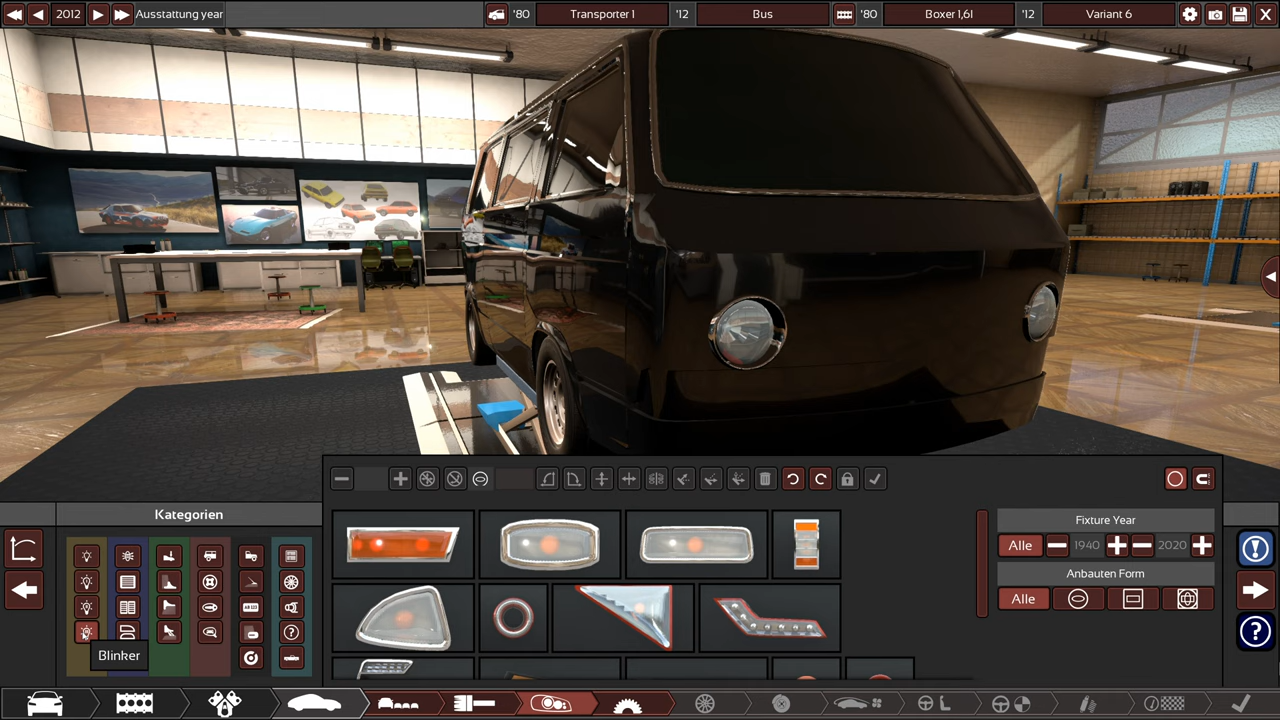 2012 Ausstattung year '80 Transporter 1 '12 Bus '80 Boxer 1,6l '12 Variant 6
Kategorien
Blinker
Fixture Year
Alle 1940 2020
Anbauten Form
Alle